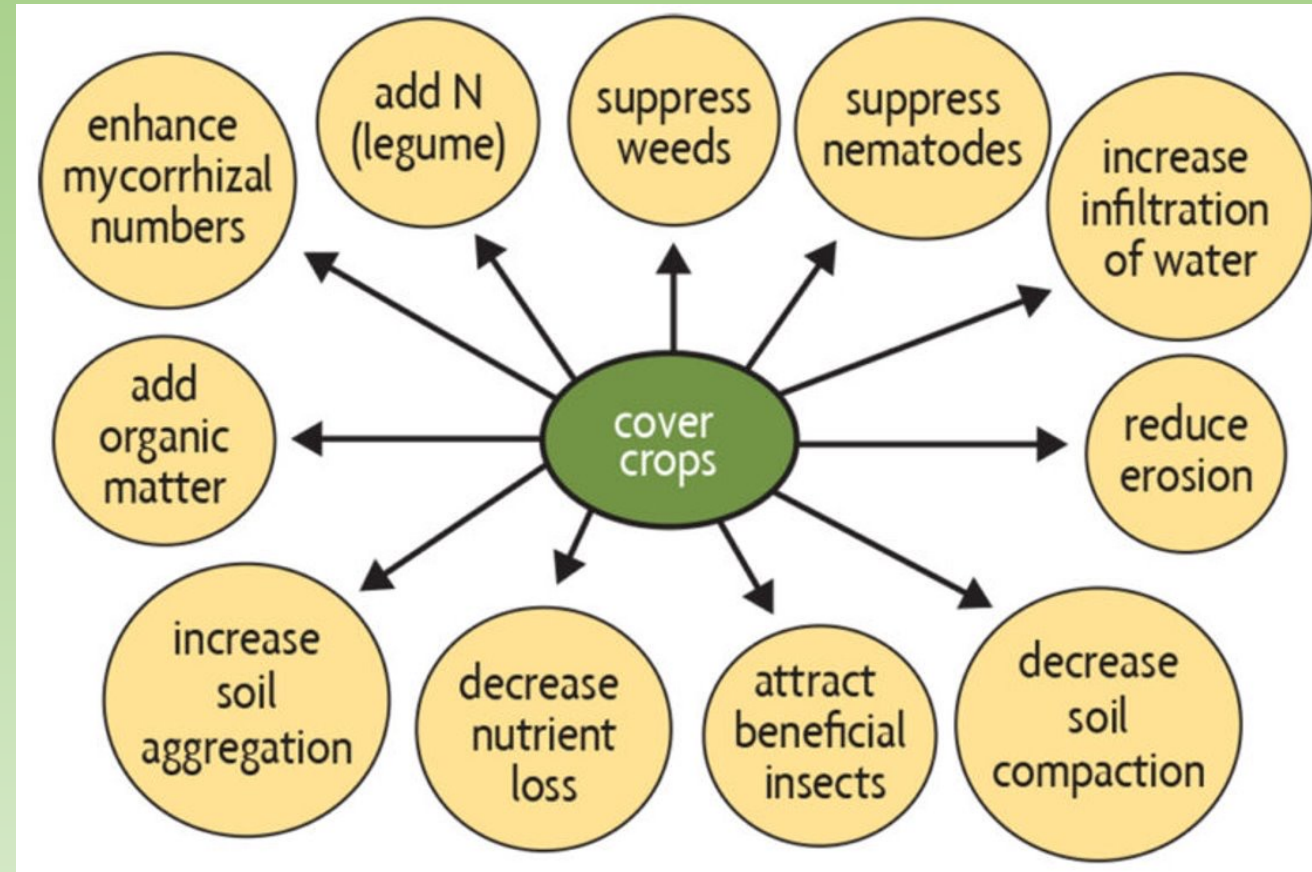 enhance
mycorrhizal
numbers
add N
(legume)
suppress
weeds
suppress
nematodes
increase
infiltration
of water
add
organic
matter
cover
crops
reduce
erosion
increase
soil
aggregation
decrease
nutrient
loss
attract
beneficial
insects
decrease
soil
compaction